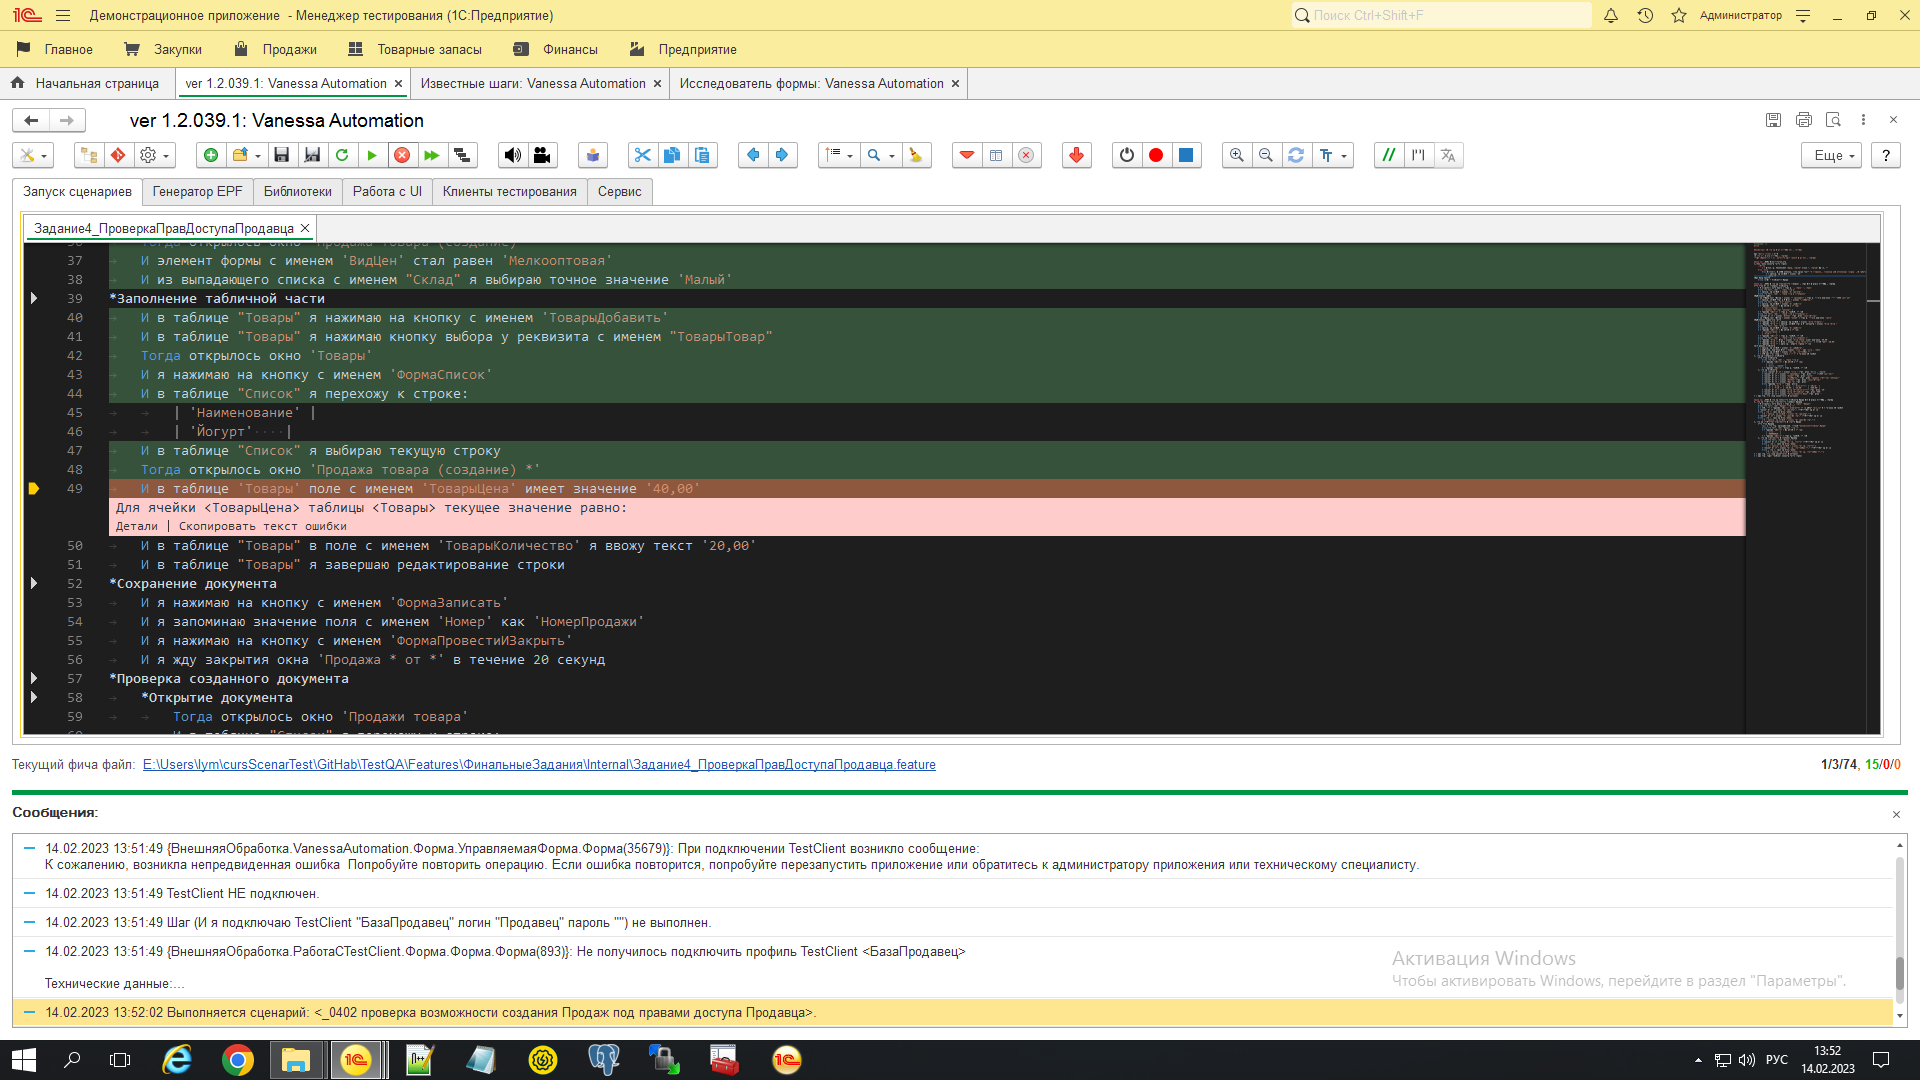 Демонстрационное приложение - Менеджер тестирования (1С:Предприятие)
Поиск Ctrl+Shift+F
Администратор
Главное
Закупки
Продажи
Товарные запасы
Финансы
Предприятие
Начальная страница
ver 1.2.039.1: Vanessa Automation
Известные шаги: Vanessa Automation
Исследователь формы: Vanessa Automation
ver 1.2.039.1: Vanessa Automation
Еще
?
Запуск сценариев
Генератор EPF
Библиотеки
Работа с UI
Клиенты тестирования
Сервис
Задание4_ПроверкаПравДоступаПродавца
36 Тогда открылось окно 'Продажа товара (создание)'
37 И элемент формы с именем 'ВидЦен' стал равен 'Мелкооптовая'
38 И из выпадающего списка с именем "Склад" я выбираю точное значение 'Малый'
39 *Заполнение табличной части
40 И в таблице "Товары" я нажимаю на кнопку с именем 'ТоварыДобавить'
41 И в таблице "Товары" я нажимаю кнопку выбора у реквизита с именем "ТоварыТовар"
42 Тогда открылось окно 'Товары'
43 И я нажимаю на кнопку с именем 'ФормаСписок'
44 И в таблице "Список" я перехожу к строке:
45 | 'Наименование' |
46 | 'Йогурт' |
47 И в таблице "Список" я выбираю текущую строку
48 Тогда открылось окно 'Продажа товара (создание) *'
49 И в таблице 'Товары' поле с именем 'ТоварыЦена' имеет значение '40,00'
Для ячейки <ТоварыЦена> таблицы <Товары> текущее значение равно:
Детали | Скопировать текст ошибки
50 И в таблице "Товары" в поле с именем 'ТоварыКоличество' я ввожу текст '20,00'
51 И в таблице "Товары" я завершаю редактирование строки
52 *Сохранение документа
53 И я нажимаю на кнопку с именем 'ФормаЗаписать'
54 И я запоминаю значение поля с именем 'Номер' как 'НомерПродажи'
55 И я нажимаю на кнопку с именем 'ФормаПровестиИЗакрыть'
56 И я жду закрытия окна 'Продажа * от *' в течение 20 секунд
57 *Проверка созданного документа
58 *Открытие документа
59 Тогда открылось окно 'Продажи товара'
60 И в таблице "Список" я перехожу к строке:
Текущий фича файл: E:\Users\lym\cursScenarTest\GitHab\TestQA\Features\ФинальныеЗадания\Internal\Задание4_ПроверкаПравДоступаПродавца.feature
1/3/74, 15/0/0
Сообщения:
14.02.2023 13:51:49 {ВнешняяОбработка.VanessaAutomation.Форма.УправляемаяФорма.Форма(35679)}: При подключении TestClient возникло сообщение:
К сожалению, возникла непредвиденная ошибка Попробуйте повторить операцию. Если ошибка повторится, попробуйте перезапустить приложение или обратитесь к администратору приложения или техническому специалисту.
14.02.2023 13:51:49 TestClient НЕ подключен.
14.02.2023 13:51:49 Шаг (И я подключаю TestClient "БазаПродавец" логин "Продавец" пароль "") не выполнен.
14.02.2023 13:51:49 {ВнешняяОбработка.РаботаСTestClient.Форма.Форма.Форма(893)}: Не получилось подключить профиль TestClient <БазаПродавец>
Технические данные:...
14.02.2023 13:52:02 Выполняется сценарий: <_0402 проверка возможности создания Продаж под правами доступа Продавца>.
Активация Windows
Чтобы активировать Windows, перейдите в раздел "Параметры".
РУС
13:52
14.02.2023